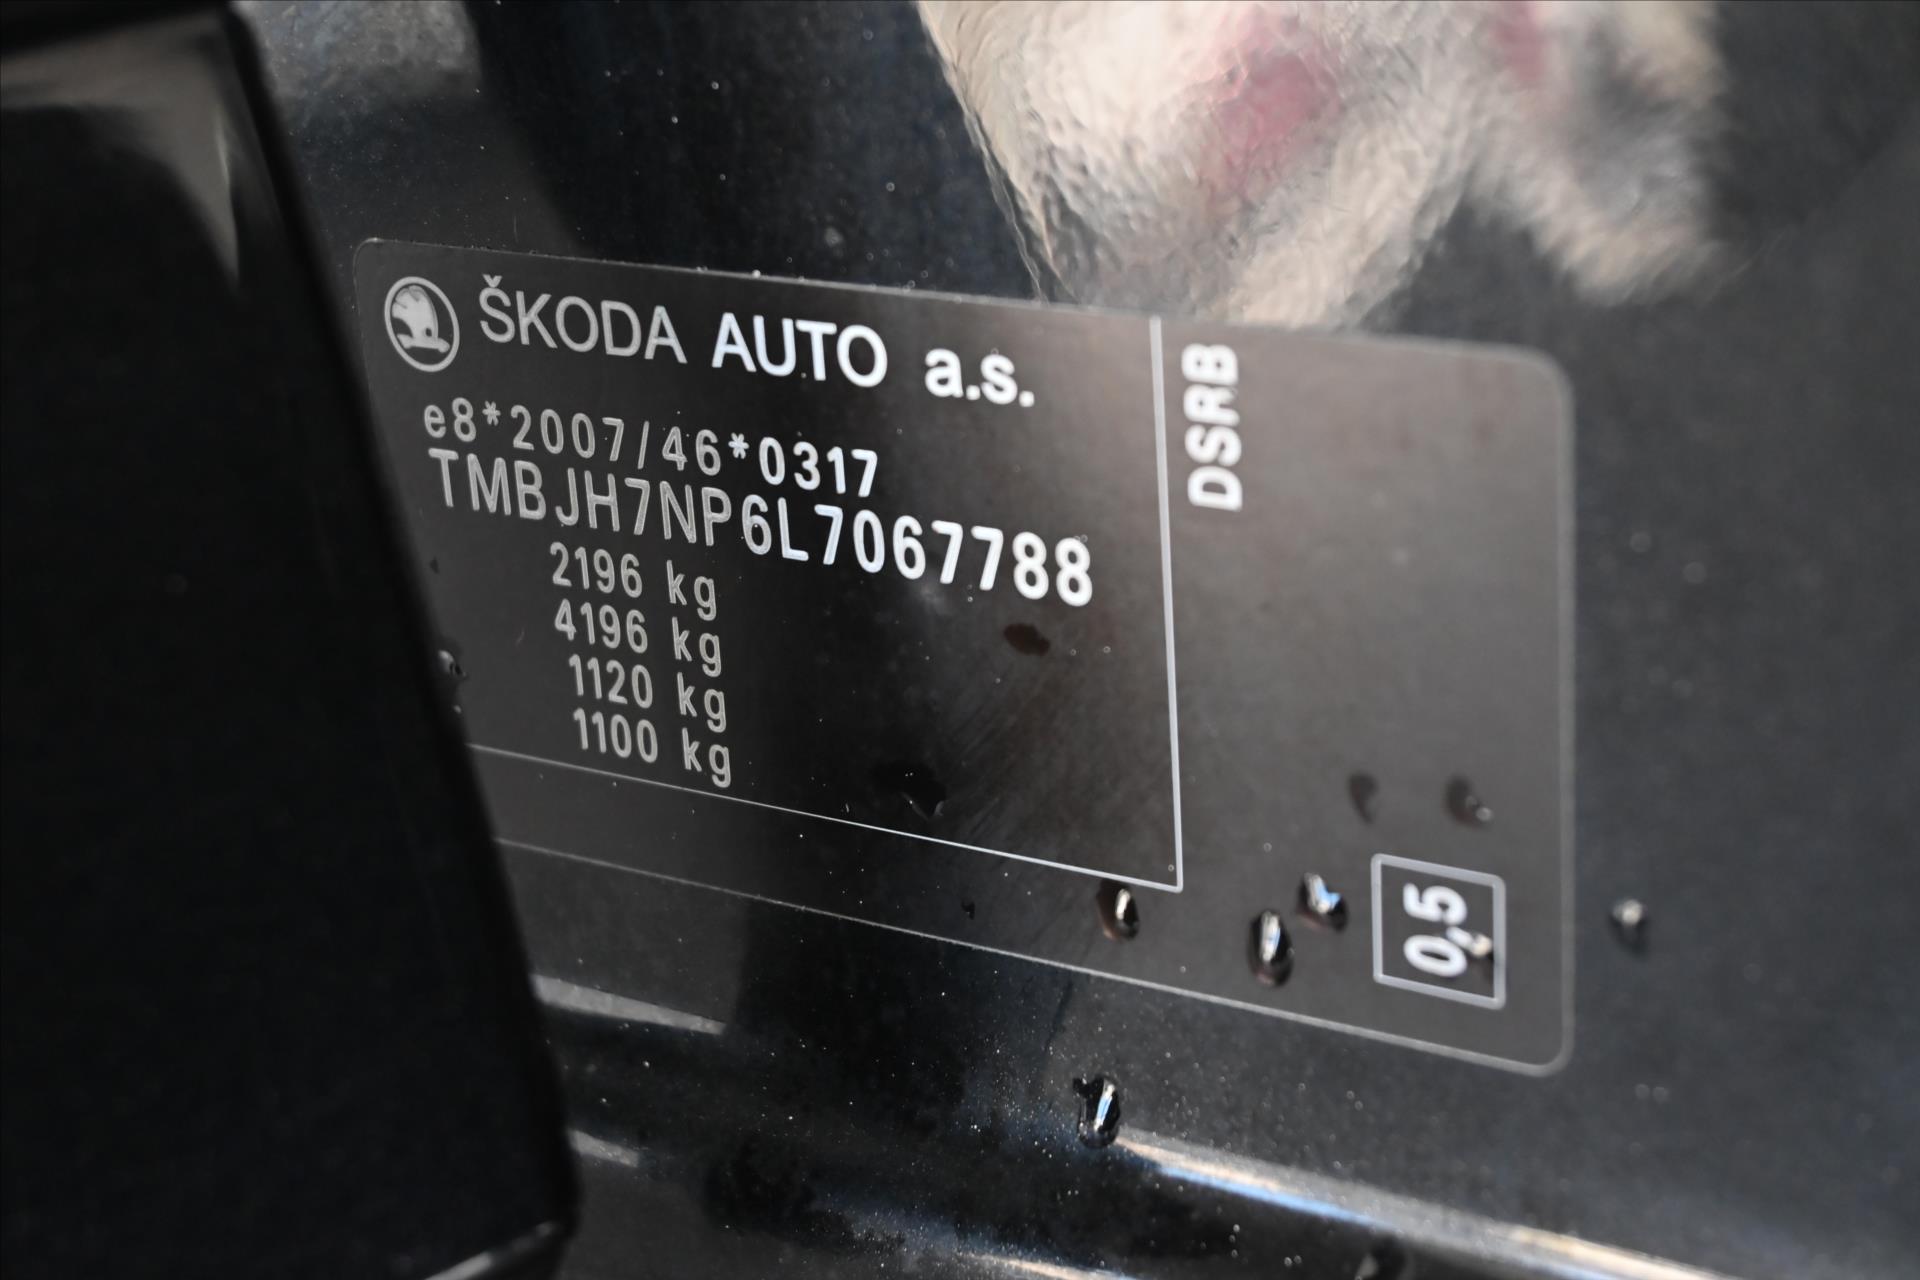 ŠKODA AUTO a.s.
e8*2007/46*0317
TMBJH7NP6L7067788
2196 kg
4196 kg
1120 kg
1100 kg
DSRB
0,5